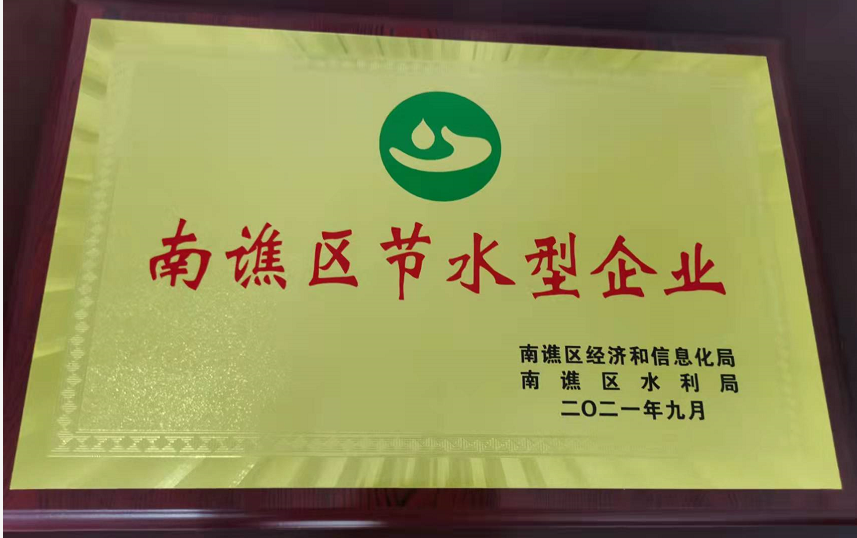 南谯区节水型企业
南谯区经济和信息化局
南谯区水利局
二〇二一年九月